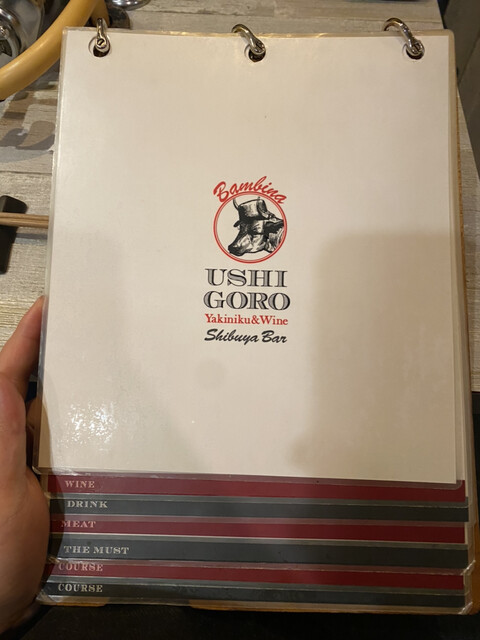 Bambina
USHI
GORO
Yakiniku&Wine
Shibuya Bar
WINE
DRINK
MEAT
THE MUST
COURSE
COURSE